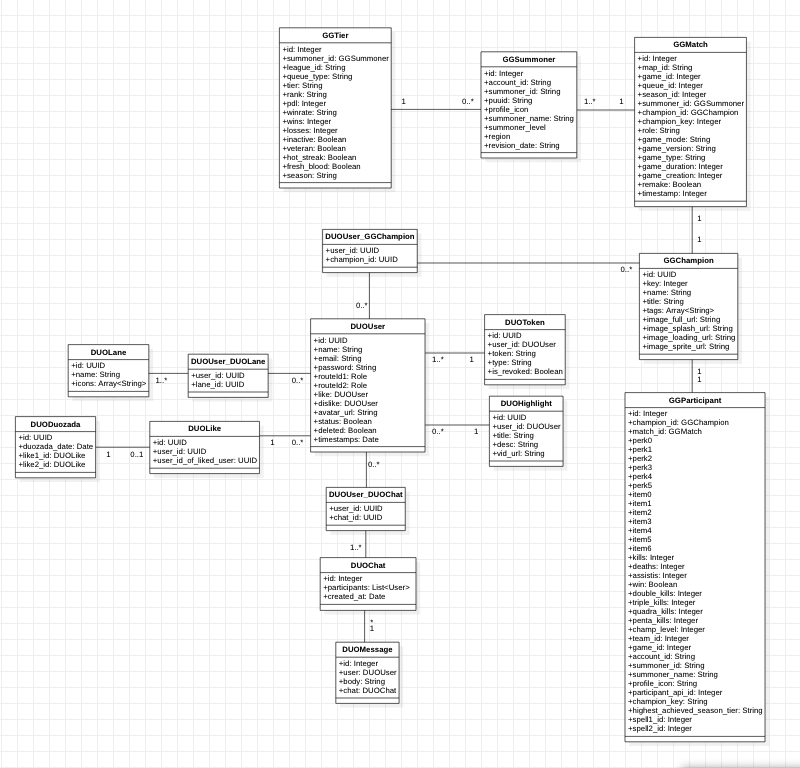 GGTier
+id: Integer
+summoner_id: GGSummoner
+league_id: String
+queue_type: String
+tier: String
+rank: String
+pdl: Integer
+winrate: String
+wins: Integer
+losses: Integer
+inactive: Boolean
+veteran: Boolean
+hot_streak: Boolean
+fresh_blood: Boolean
+season: String
1
0..*
GGSummoner
+id: Integer
+account_id: String
+summoner_id: String
+puuid: String
+profile_icon
+summoner_name: String
+summoner_level
+region
+revision_date: String
1..*
1
GGMatch
+id: Integer
+map_id: String
+game_id: Integer
+queue_id: Integer
+season_id: Integer
+summoner_id: GGSummoner
+champion_id: GGChampion
+champion_key: Integer
+role: String
+game_mode: String
+game_version: String
+game_type: String
+game_duration: Integer
+game_creation: Integer
+remake: Boolean
+timestamp: Integer
1
1
DUOUser_GGChampion
+user_id: UUID
+champion_id: UUID
0..*
0..*
GGChampion
+id: UUID
+key: Integer
+name: String
+title: String
+tags: Array<String>
+image_full_url: String
+image_splash_url: String
+image_loading_url: String
+image_sprite_url: String
1
1
DUOUser
+id: UUID
+name: String
+email: String
+password: String
+routeId1: Role
+routeId2: Role
+like: DUOUser
+dislike: DUOUser
+avatar_url: String
+status: Boolean
+deleted: Boolean
+timestamps: Date
DUOToken
+id: UUID
+user_id: DUOUser
+token: String
+type: String
+is_revoked: Boolean
1..*
1
DUOLane
+id: UUID
+name: String
+icons: Array<String>
1..*
DUOUser_DUOLane
+user_id: UUID
+lane_id: UUID
0..*
DUOHighlight
+id: UUID
+user_id: DUOUser
+title: String
+desc: String
+vid_url: String
0..*
1
DUODuozada
+id: UUID
+duozada_date: Date
+like1_id: DUOLike
+like2_id: DUOLike
1
0..1
DUOLike
+id: UUID
+user_id: UUID
+user_id_of_liked_user: UUID
1
0..*
0..*
DUOUser_DUOChat
+user_id: UUID
+chat_id: UUID
1..*
DUOChat
+id: Integer
+participants: List<User>
+created_at: Date
*
1
DUOMessage
+id: Integer
+user: DUOUser
+body: String
+chat: DUOChat
GGParticipant
+id: Integer
+champion_id: GGChampion
+match_id: GGMatch
+perk0
+perk1
+perk2
+perk3
+perk4
+perk5
+item0
+item1
+item2
+item3
+item4
+item5
+item6
+kills: Integer
+deaths: Integer
+assistis: Integer
+win: Boolean
+double_kills: Integer
+triple_kills: Integer
+quadra_kills: Integer
+penta_kills: Integer
+champ_level: Integer
+team_id: Integer
+game_id: Integer
+account_id: String
+summoner_id: String
+summoner_name: String
+profile_icon: String
+participant_api_id: Integer
+champion_key: String
+highest_achieved_season_tier: String
+spell1_id: Integer
+spell2_id: Integer